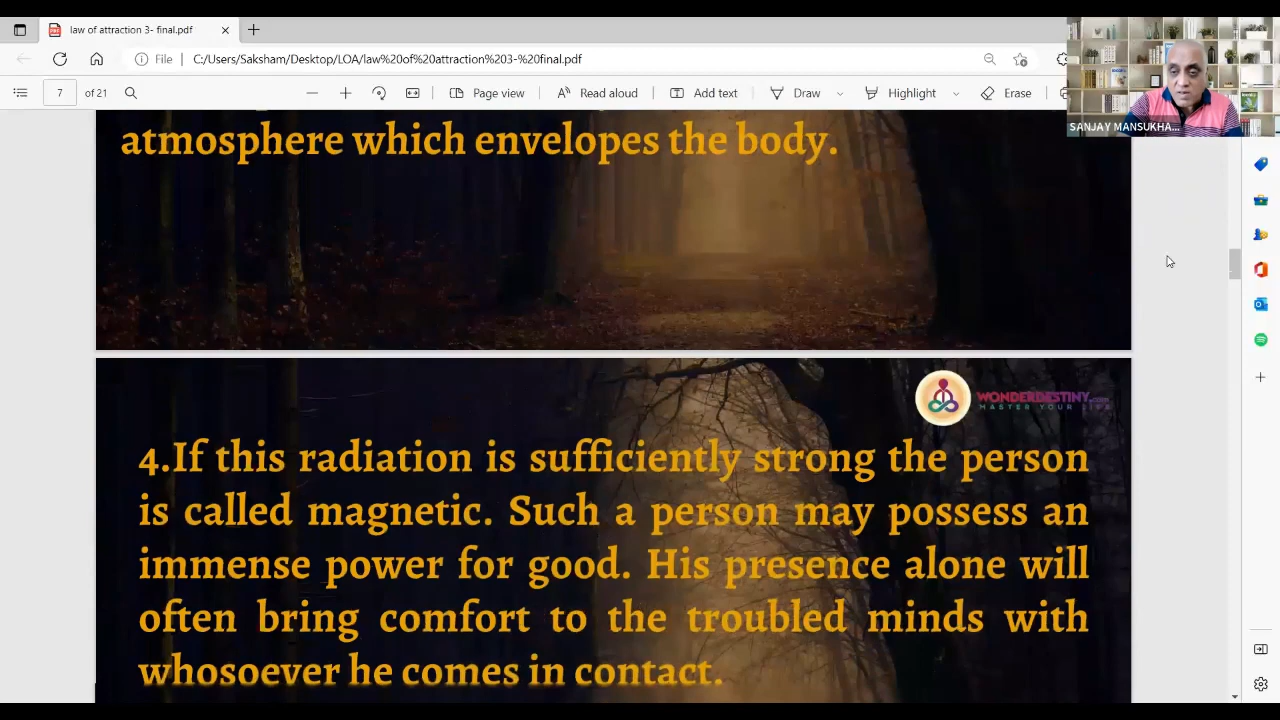 law of attraction 3- final.pdf
File
C:/Users/Saksham/Desktop/LOA/law%20of%20attraction%203-%20final.pdf
7 of 21
Page view
Read aloud
Add text
Draw
Highlight
Erase
SANJAY MANSUKHA...
atmosphere which envelopes the body.
WONDERDESTINY.com
MASTER YOUR LIFE
4.If this radiation is sufficiently strong the person
is called magnetic. Such a person may possess an
immense power for good. His presence alone will
often bring comfort to the troubled minds with
whosoever he comes in contact.